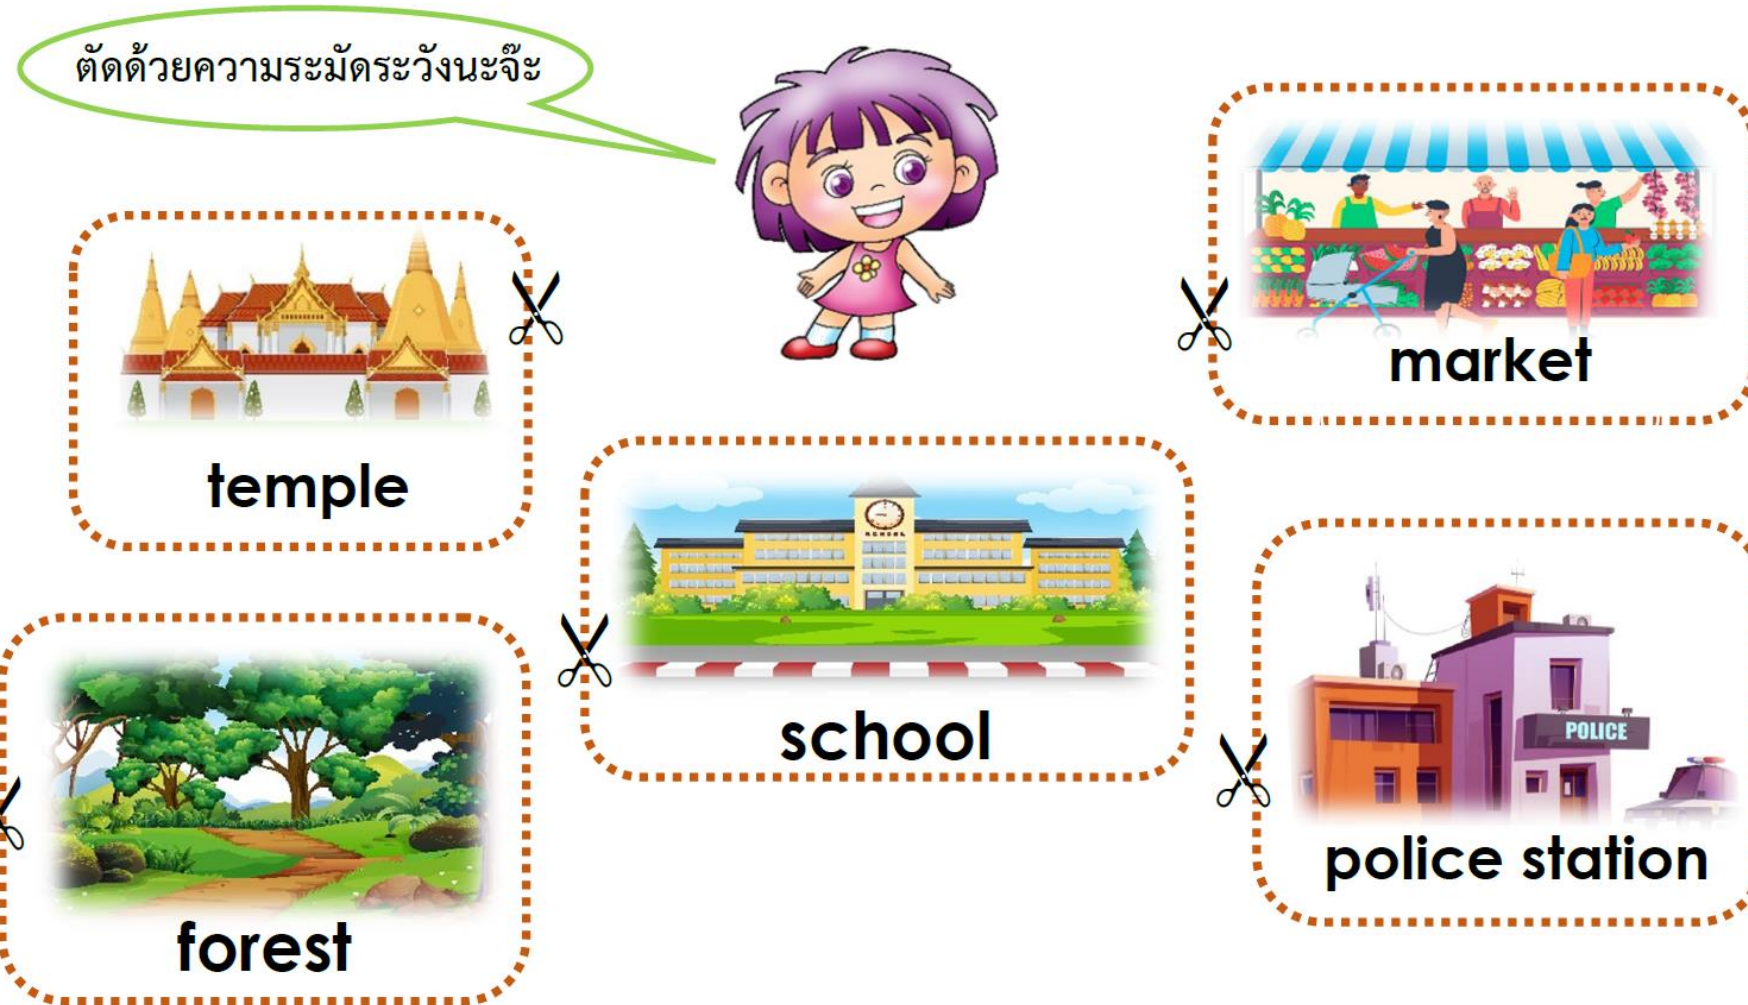 ตัดด้วยความระมัดระวังนะจ๊ะ
market
temple
SCHOOL
school
POLICE
police station
forest